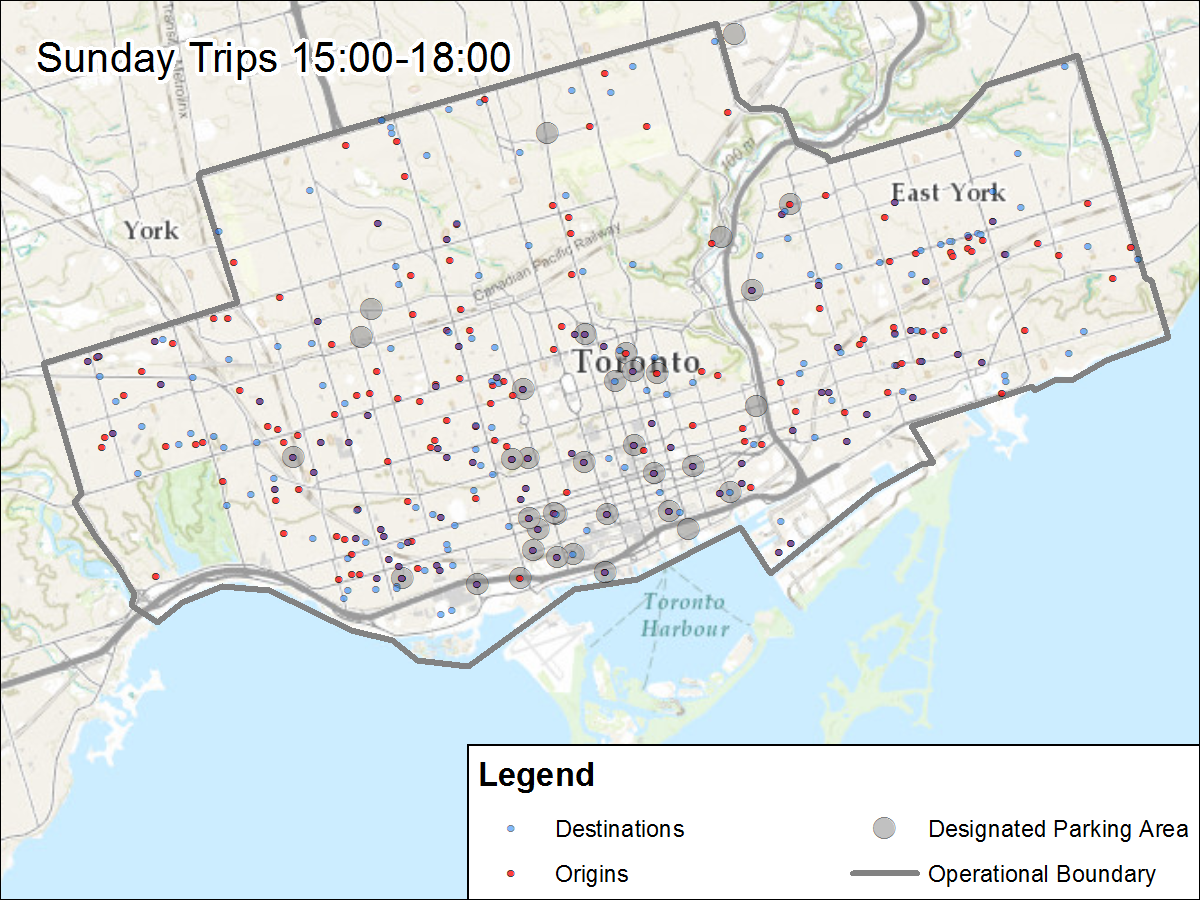 Sunday Trips 15:00-18:00
100 m
East York
York
Canadian Pacific Railway
Toronto
Toronto
Harbour
Legend
Destinations
Designated Parking Area
Origins
Operational Boundary